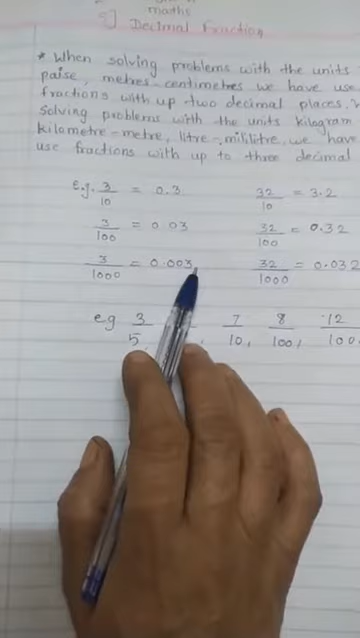 maths
5] Decimal Fraction
* When solving problems with the units
paise, metres-centimetres we have use
fractions with up-two decimal places.
Solving problems with the units kilogram
kilometre-metre, litre-mililitre, we have
use fractions with up to three decimal
e.g. 3/10 = 0.3 32/10 = 3.2
3/100 = 0.03 32/100 = 0.32
3/1000 = 0.003 32/1000 = 0.032
eg 3/5, 7/10, 8/100, 12/100